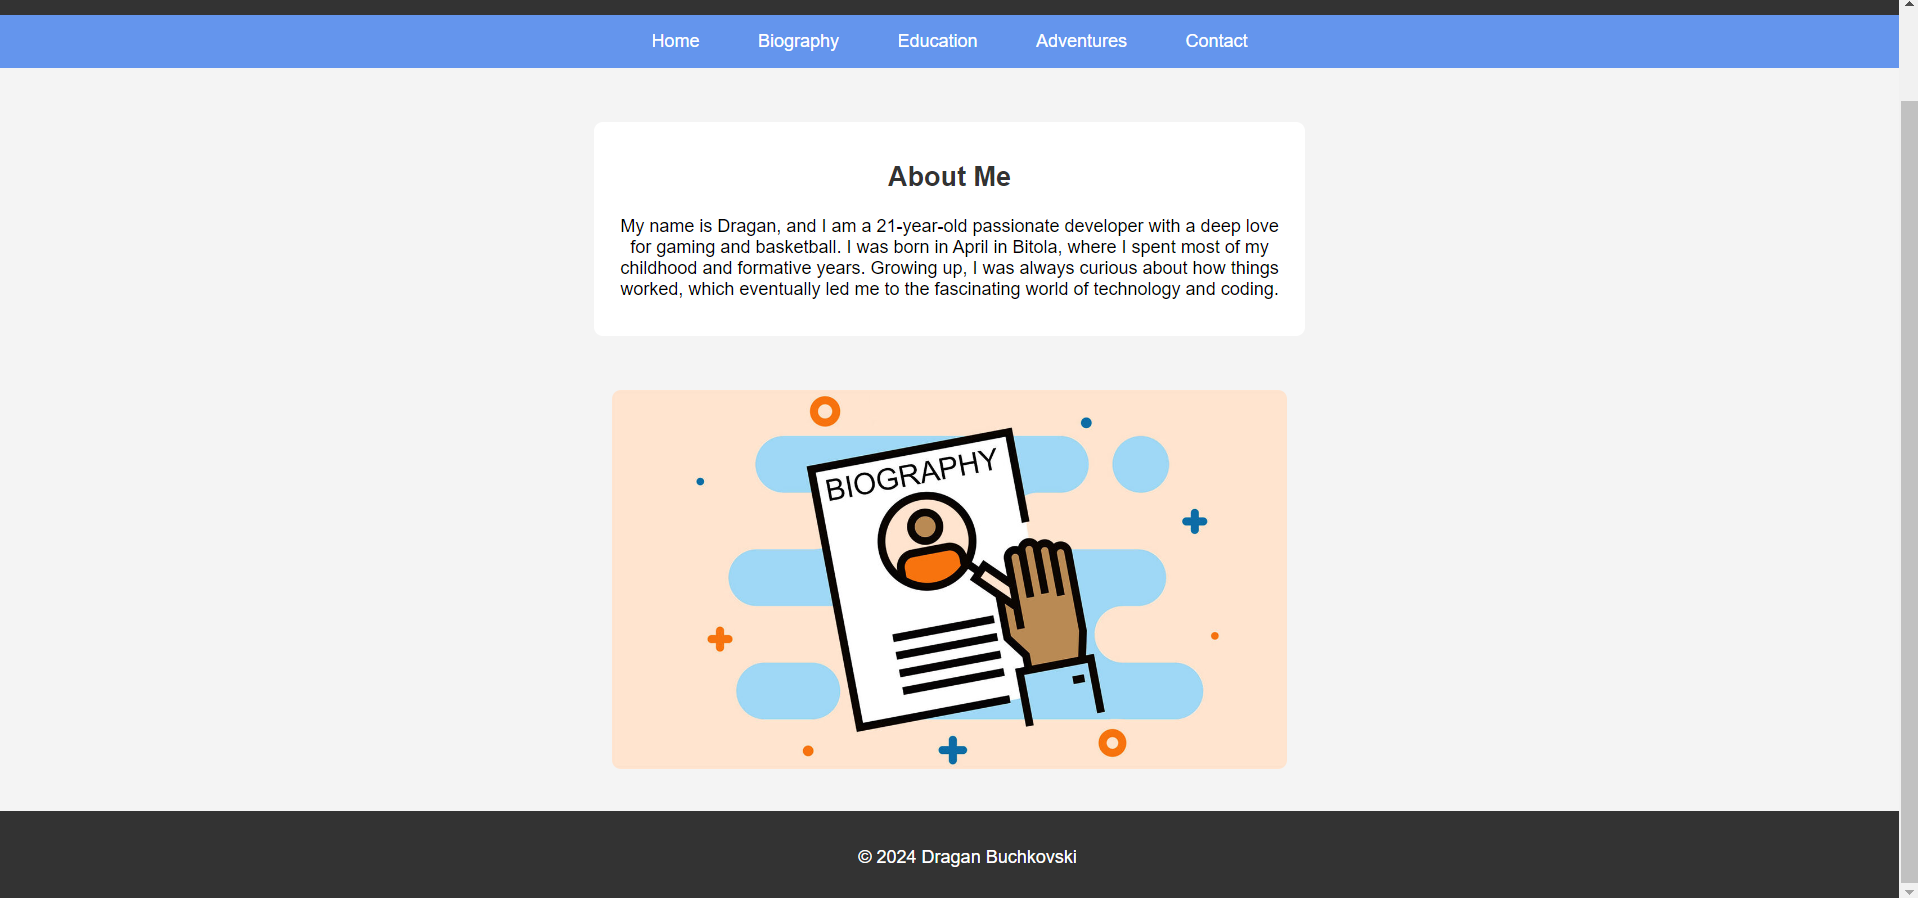 Home Biography Education Adventures Contact
About Me
My name is Dragan, and I am a 21-year-old passionate developer with a deep love
for gaming and basketball. I was born in April in Bitola, where I spent most of my
childhood and formative years. Growing up, I was always curious about how things
worked, which eventually led me to the fascinating world of technology and coding.
BIOGRAPHY
© 2024 Dragan Buchkovski